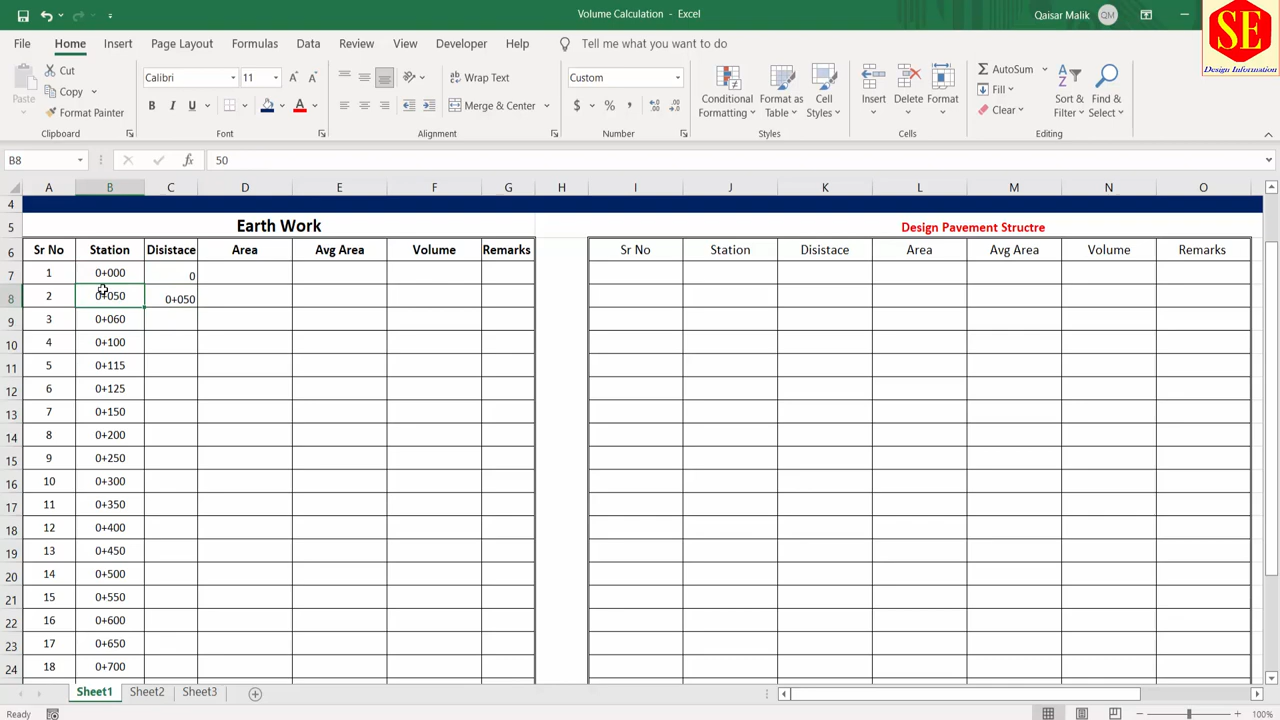 Volume Calculation - Excel
Qaisar Malik QM
SE
Design Information
File Home Insert Page Layout Formulas Data Review View Developer Help Tell me what you want to do
Paste Cut Copy Format Painter
Clipboard
Calibri 11 A A B I U A
Font
Wrap Text
Merge & Center
Alignment
Custom
$ % ,
Number
Conditional Formatting
Format as Table
Cell Styles
Styles
Insert Delete Format
Cells
AutoSum
Fill
Clear
Sort & Filter
Find & Select
Editing
B8 fx 50
A B C D E F G H I J K L M N O
4
5 Earth Work Design Pavement Structre
6 Sr No Station Disistace Area Avg Area Volume Remarks Sr No Station Disistace Area Avg Area Volume Remarks
7 1 0+000 0
8 2 0+050 0+050
9 3 0+060
10 4 0+100
11 5 0+115
12 6 0+125
13 7 0+150
14 8 0+200
15 9 0+250
16 10 0+300
17 11 0+350
18 12 0+400
19 13 0+450
20 14 0+500
21 15 0+550
22 16 0+600
23 17 0+650
24 18 0+700
Sheet1 Sheet2 Sheet3
Ready 100%